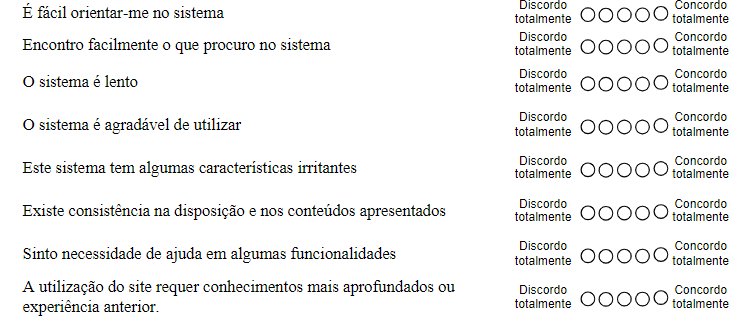 É fácil orientar-me no sistema
Discordo totalmente
Concordo totalmente
Encontro facilmente o que procuro no sistema
Discordo totalmente
Concordo totalmente
O sistema é lento
Discordo totalmente
Concordo totalmente
O sistema é agradável de utilizar
Discordo totalmente
Concordo totalmente
Este sistema tem algumas características irritantes
Discordo totalmente
Concordo totalmente
Existe consistência na disposição e nos conteúdos apresentados
Discordo totalmente
Concordo totalmente
Sinto necessidade de ajuda em algumas funcionalidades
Discordo totalmente
Concordo totalmente
A utilização do site requer conhecimentos mais aprofundados ou
experiência anterior.
Discordo totalmente
Concordo totalmente